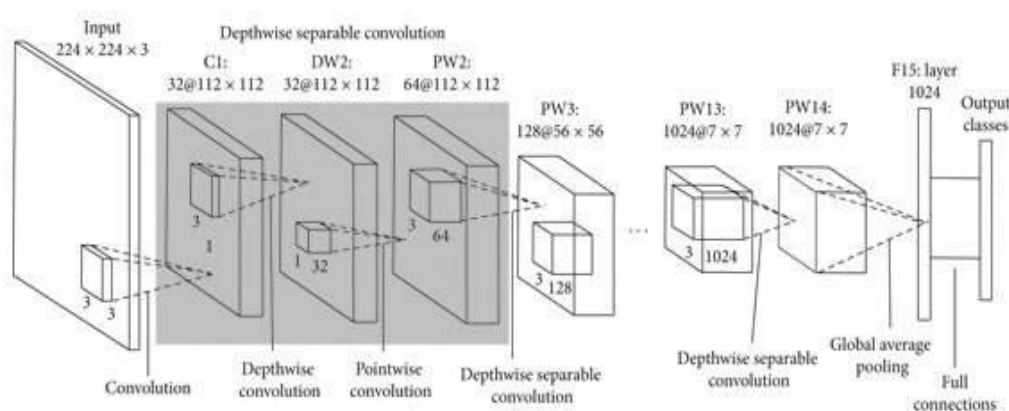 Input
224 × 224 × 3
Depthwise separable convolution
C1:
32@112 × 112
DW2:
32@112 × 112
PW2:
64@112 × 112
PW3:
128@56 × 56
PW13:
1024@7 × 7
PW14:
1024@7 × 7
F15: layer
1024
Output
classes
3
3
3
1
1
32
3
64
3
128
...
3
1024
Convolution
Depthwise
convolution
Pointwise
convolution
Depthwise separable
convolution
Depthwise separable
convolution
Global average
pooling
Full
connections